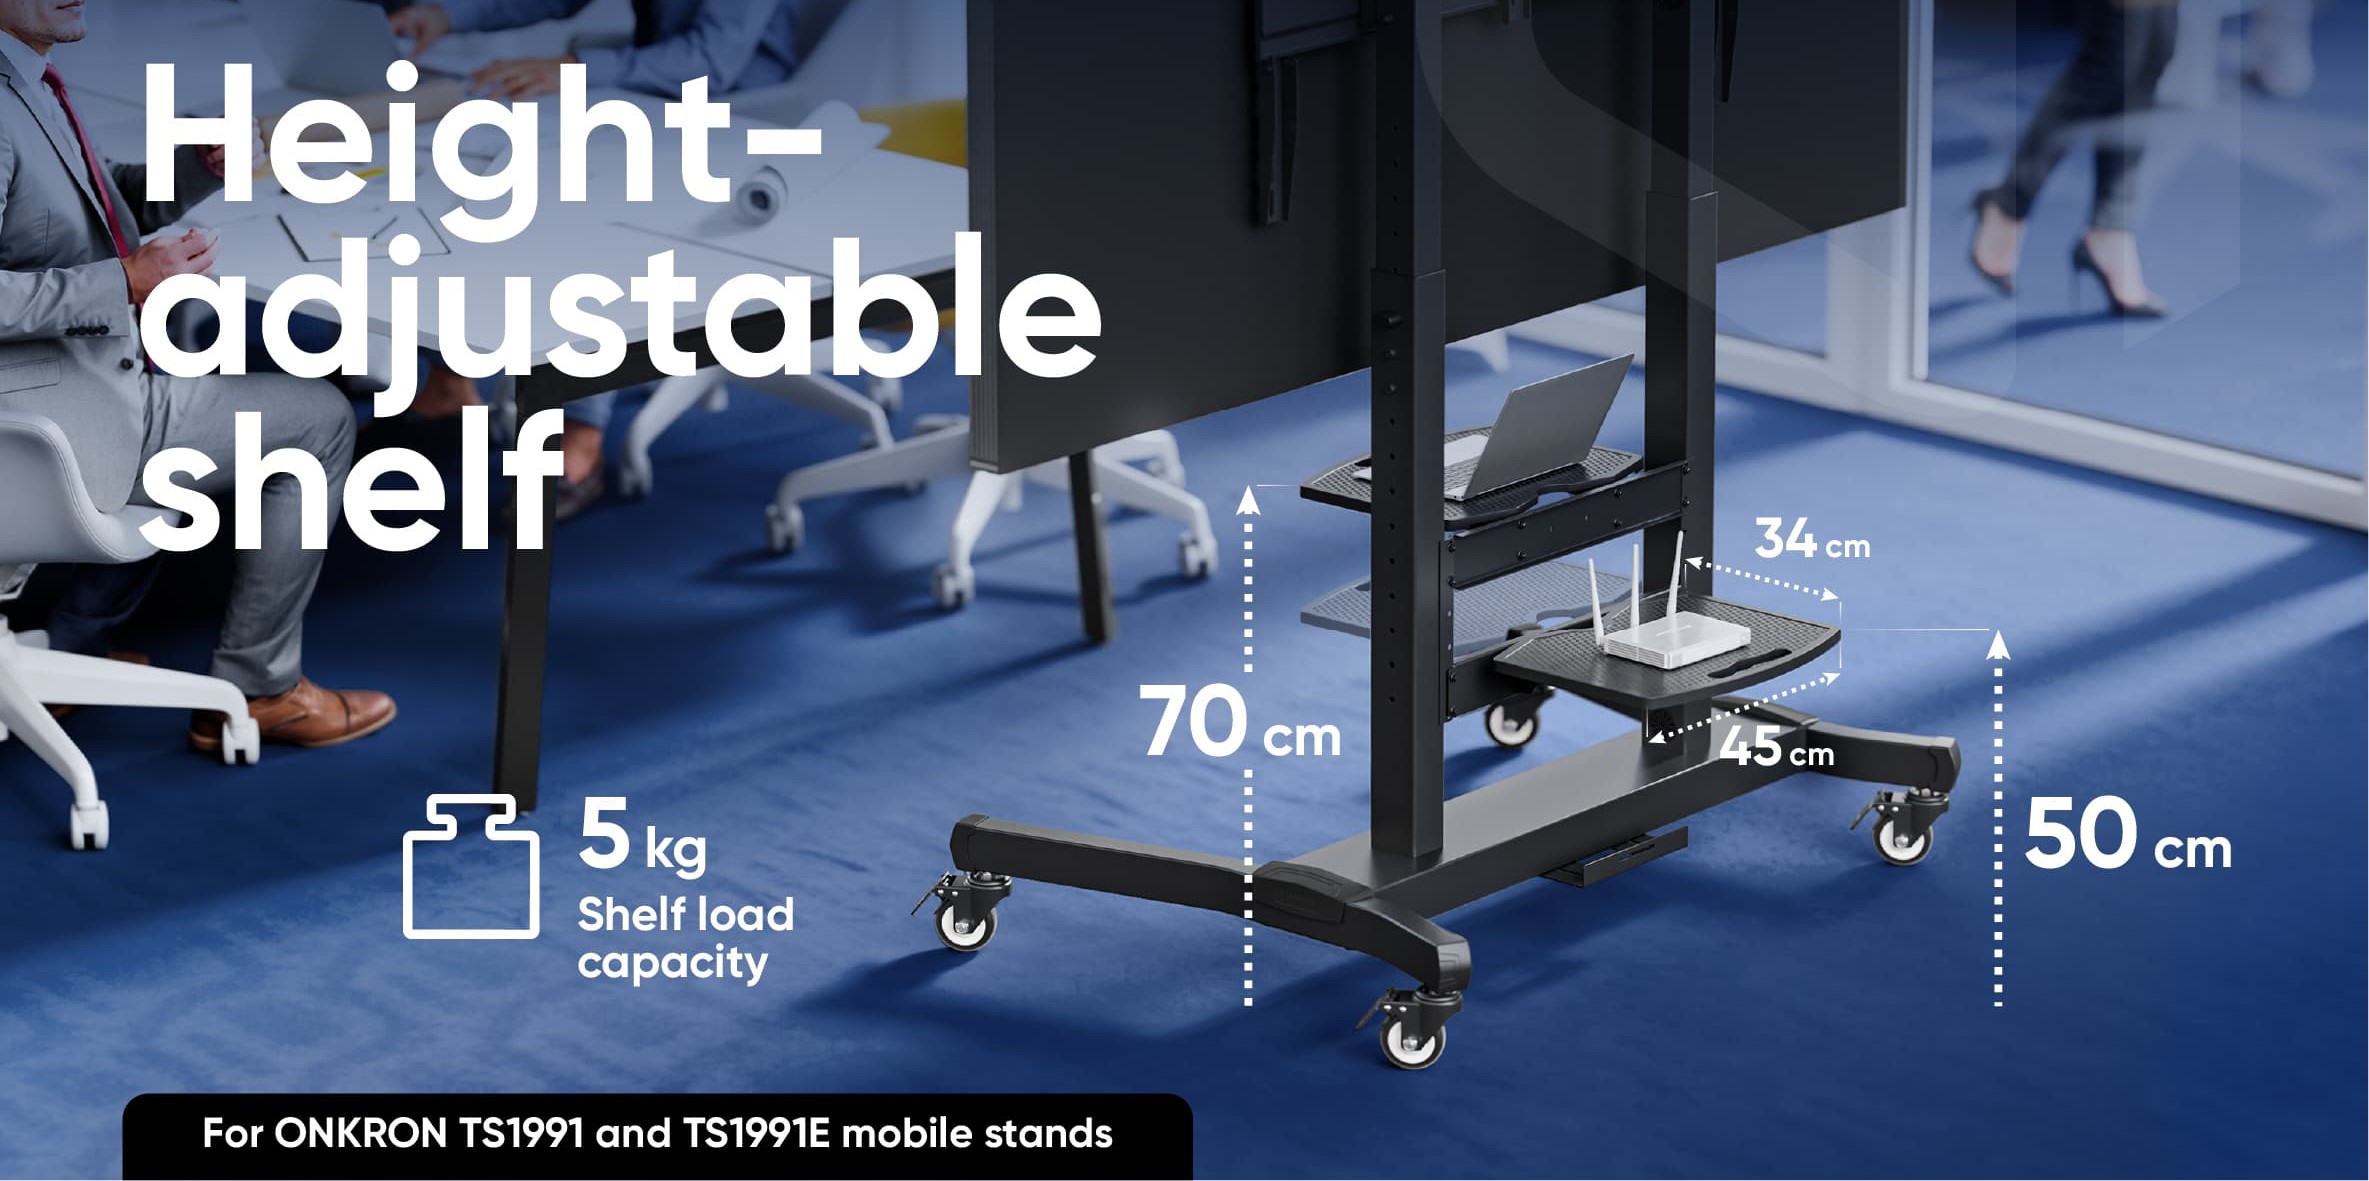 Height-
adjustable
shelf
34 cm
70 cm
45 cm
50 cm
5 kg
Shelf load
capacity
For ONKRON TS1991 and TS1991E mobile stands